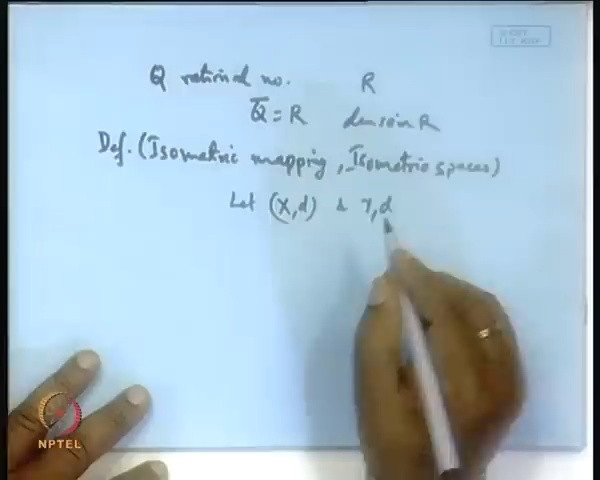 Q rational no. R
Q̅ = R dense in R
Def. (Isometric mapping, Isometric spaces)
Let (X,d) & Y,d
NPTEL